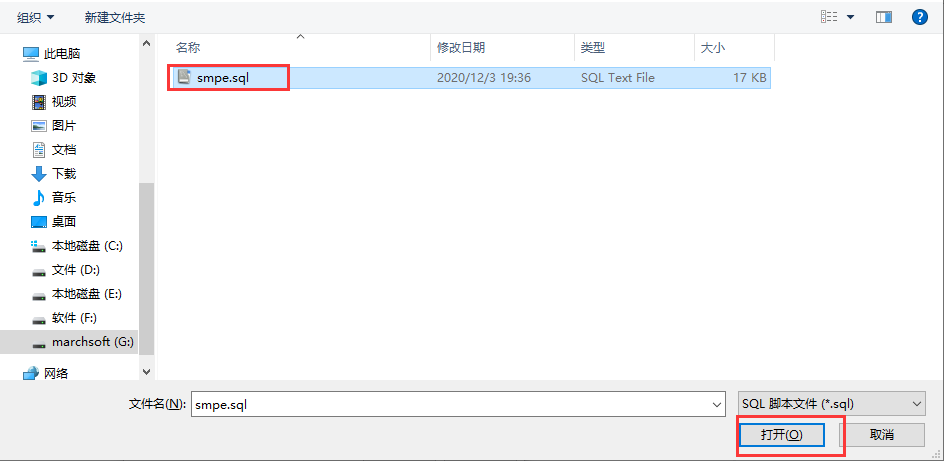 组织 新建文件夹
名称 修改日期 类型 大小
smpe.sql 2020/12/3 19:36 SQL Text File 17 KB
此电脑
3D 对象
视频
图片
文档
下载
音乐
桌面
本地磁盘 (C:)
文件 (D:)
本地磁盘 (E:)
软件 (F:)
marchsoft (G:)
网络
文件名(N): smpe.sql SQL 脚本文件 (*.sql)
打开(O) 取消